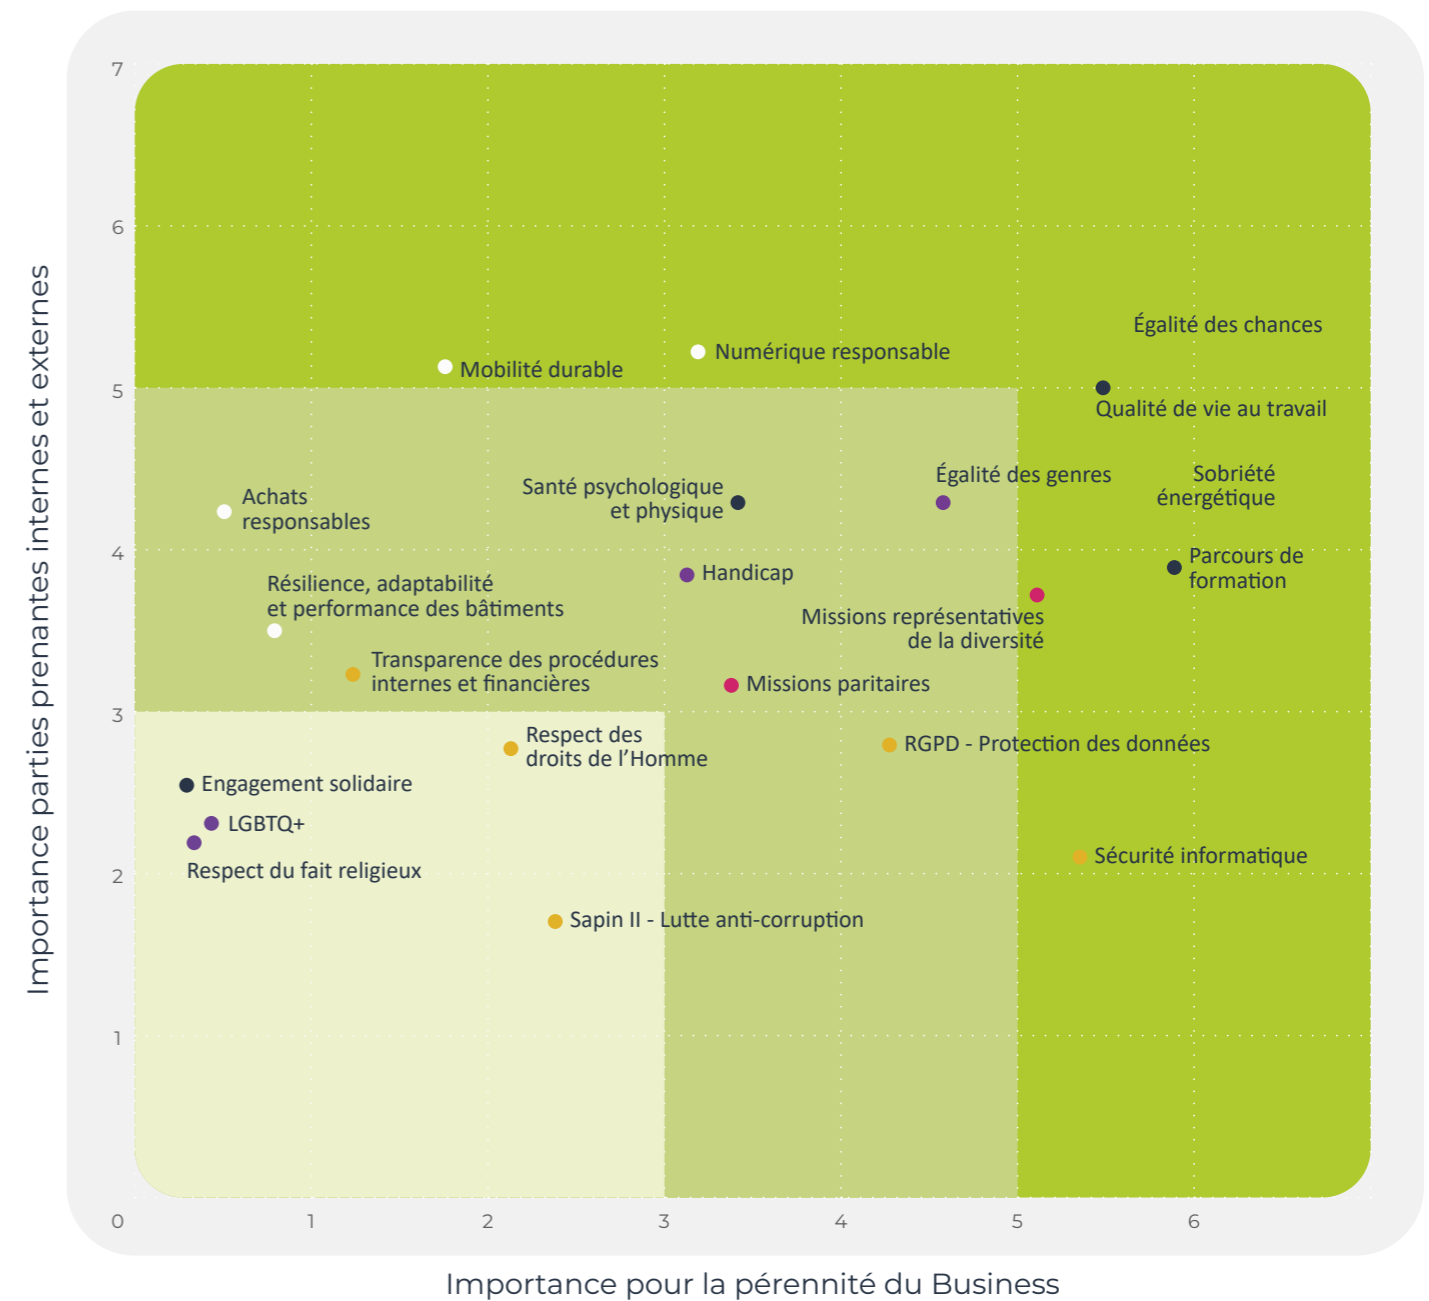 7
6
5
4
3
2
1
0
1
2
3
4
5
6
Importance parties prenantes internes et externes
Importance pour la pérennité du Business
Égalité des chances
Numérique responsable
Mobilité durable
Qualité de vie au travail
Égalité des genres
Sobriété
énergétique
Santé psychologique
et physique
Achats
responsables
Parcours de
formation
Handicap
Résilience, adaptabilité
et performance des bâtiments
Missions représentatives
de la diversité
Transparence des procédures
internes et financières
Missions paritaires
Respect des
droits de l’Homme
RGPD - Protection des données
Engagement solidaire
LGBTQ+
Respect du fait religieux
Sécurité informatique
Sapin II - Lutte anti-corruption